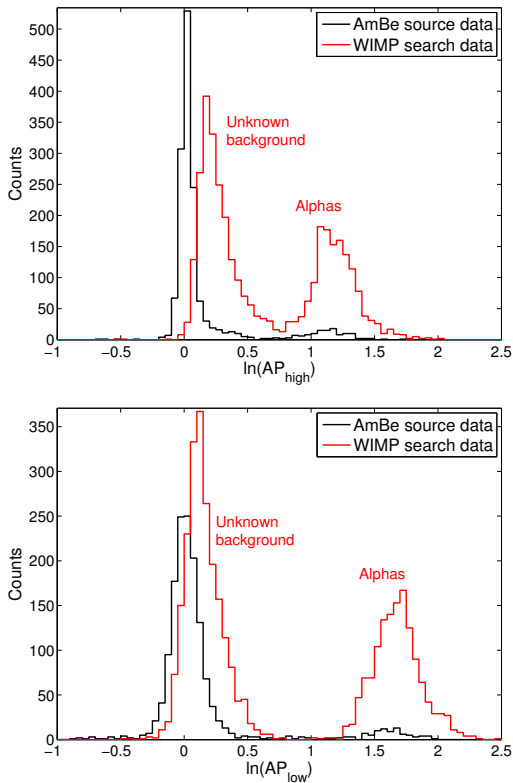 500
450
400
350
300
250
200
150
100
50
0
Counts
-1 -0.5 0 0.5 1 1.5 2 2.5
ln(APhigh)
AmBe source data
WIMP search data
Unknown
background
Alphas
350
300
250
200
150
100
50
0
Counts
-1 -0.5 0 0.5 1 1.5 2 2.5
ln(APlow)
AmBe source data
WIMP search data
Unknown
background
Alphas